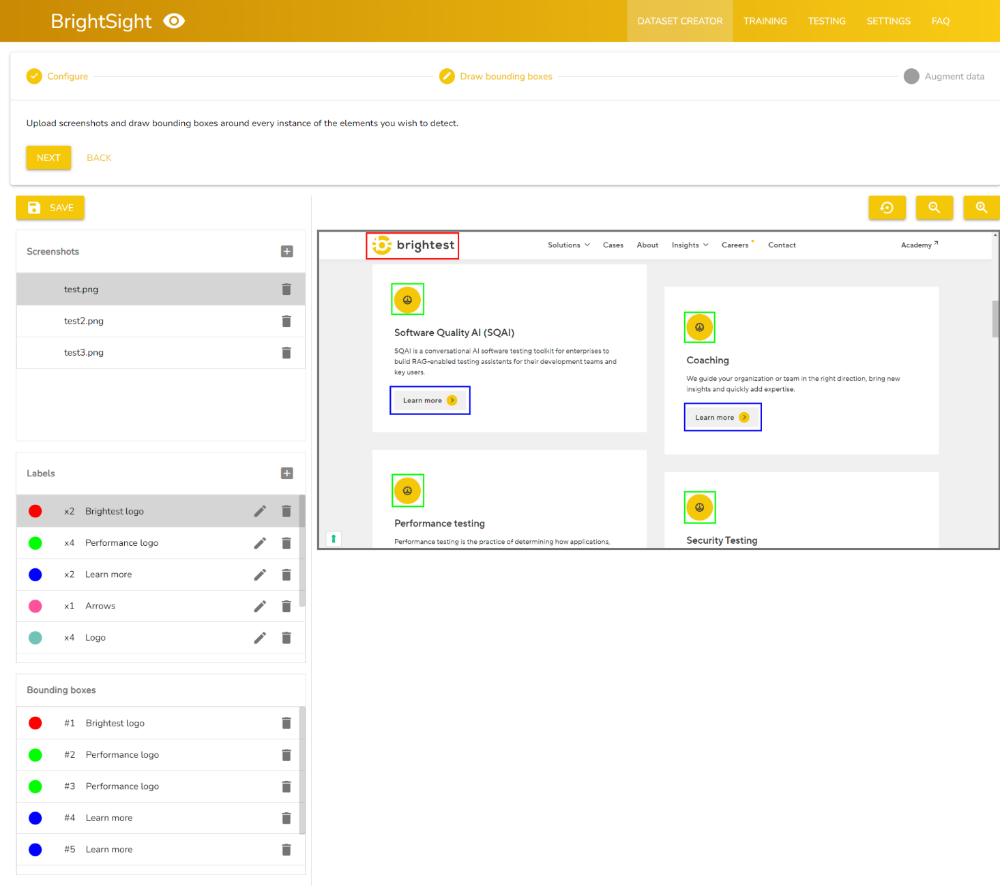 BrightSight
DATASET CREATOR
TRAINING
TESTING
SETTINGS
FAQ
Configure
Draw bounding boxes
Augment data
Upload screenshots and draw bounding boxes around every instance of the elements you wish to detect.
NEXT
BACK
SAVE
Screenshots
test.png
test2.png
test3.png
Labels
x2 Brightest logo
x4 Performance logo
x2 Learn more
x1 Arrows
x4 Logo
Bounding boxes
#1 Brightest logo
#2 Performance logo
#3 Performance logo
#4 Learn more
#5 Learn more
brightest
Solutions
Cases
About
Insights
Careers
Contact
Academy
Software Quality AI (SQAI)
SQAI is a conversational AI software testing toolkit for enterprises to
build RAG-enabled testing assistents for their development teams and
key users.
Learn more
Coaching
We guide your organization or team in the right direction, bring new
insights and quickly add expertise.
Learn more
Performance testing
Performance testing is the practice of determining how applications,
Security Testing